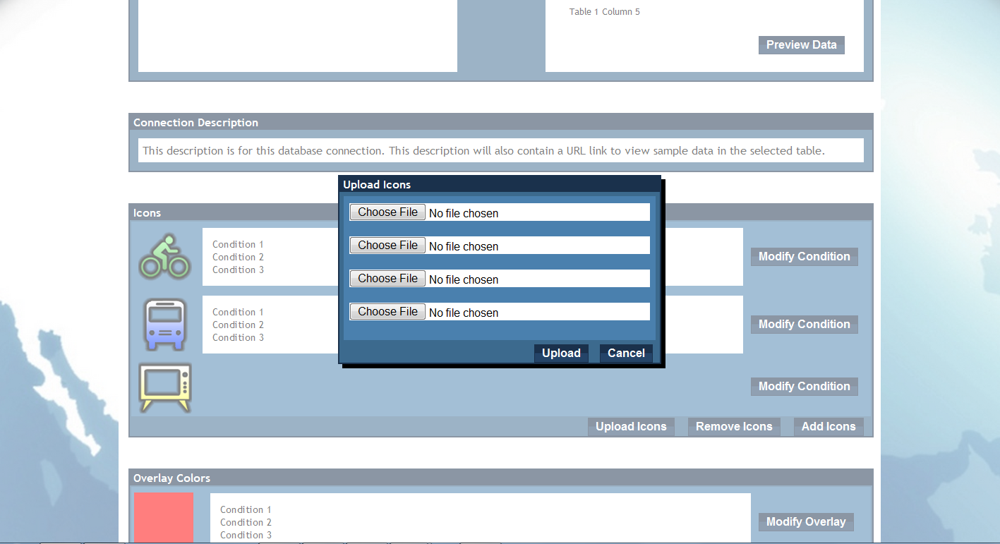 Table 1 Column 5
Preview Data
Connection Description
This description is for this database connection. This description will also contain a URL link to view sample data in the selected table.
Upload Icons
Choose File No file chosen
Choose File No file chosen
Choose File No file chosen
Choose File No file chosen
Upload Cancel
Icons
Condition 1
Condition 2
Condition 3
Modify Condition
Condition 1
Condition 2
Condition 3
Modify Condition
Modify Condition
Upload Icons Remove Icons Add Icons
Overlay Colors
Condition 1
Condition 2
Condition 3
Modify Overlay